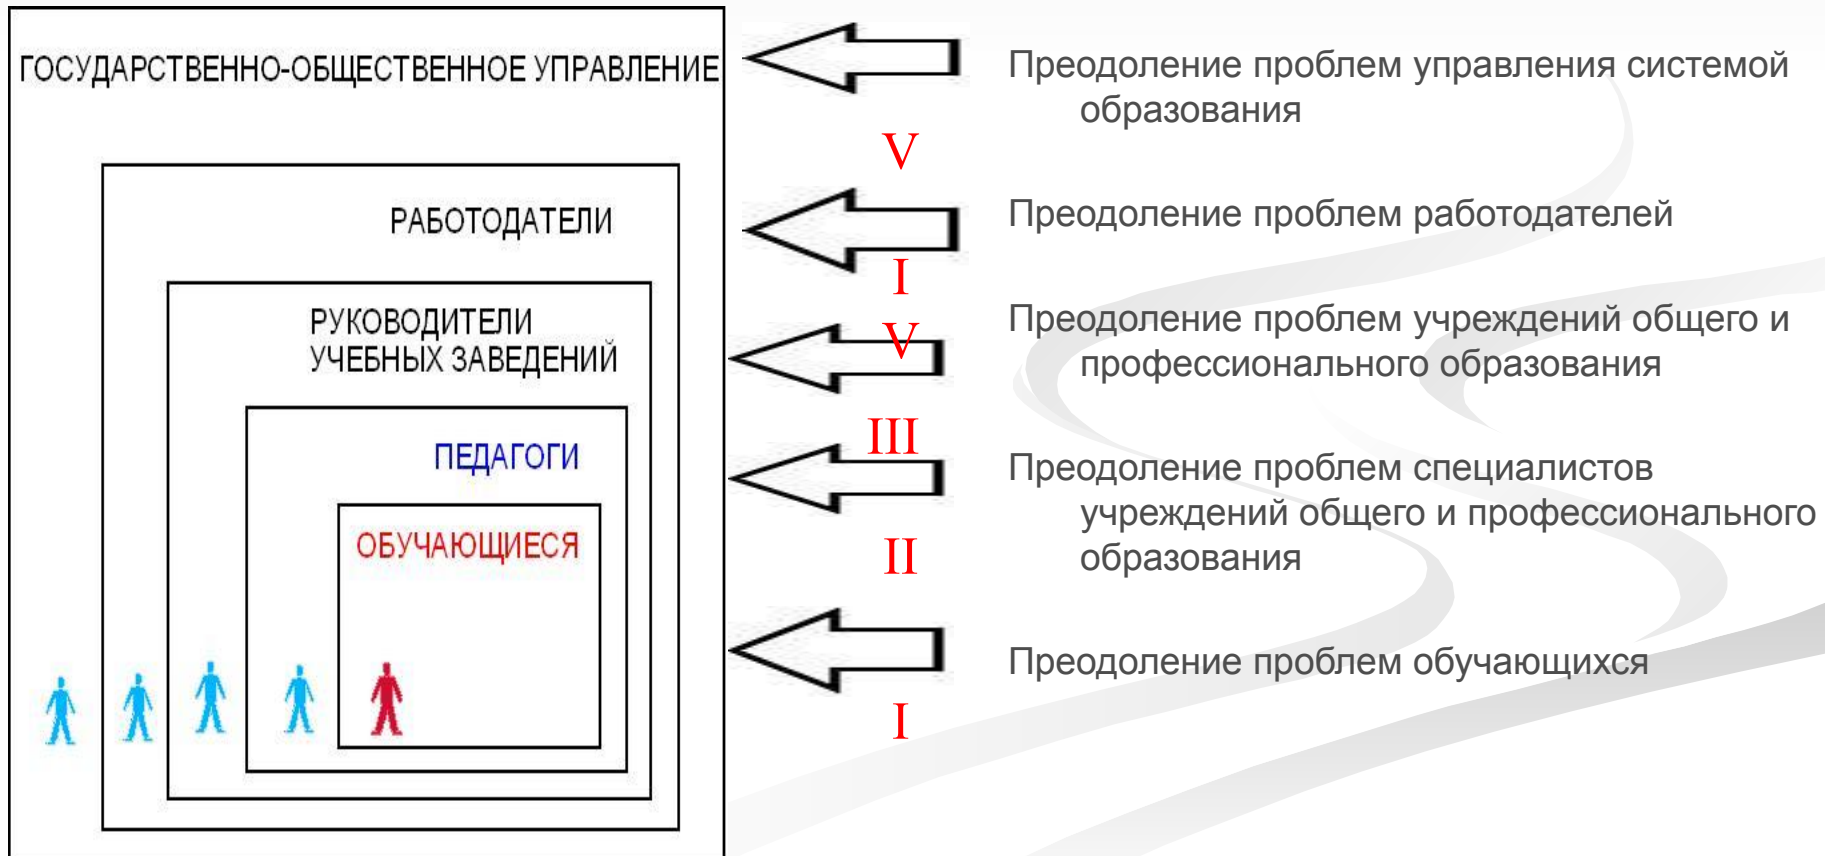 ГОСУДАРСТВЕННО-ОБЩЕСТВЕННОЕ УПРАВЛЕНИЕ
РАБОТОДАТЕЛИ
РУКОВОДИТЕЛИ
УЧЕБНЫХ ЗАВЕДЕНИЙ
ПЕДАГОГИ
ОБУЧАЮЩИЕСЯ
V
I
V
III
II
I
Преодоление проблем управления системой
образования
Преодоление проблем работодателей
Преодоление проблем учреждений общего и
профессионального образования
Преодоление проблем специалистов
учреждений общего и профессионального
образования
Преодоление проблем обучающихся